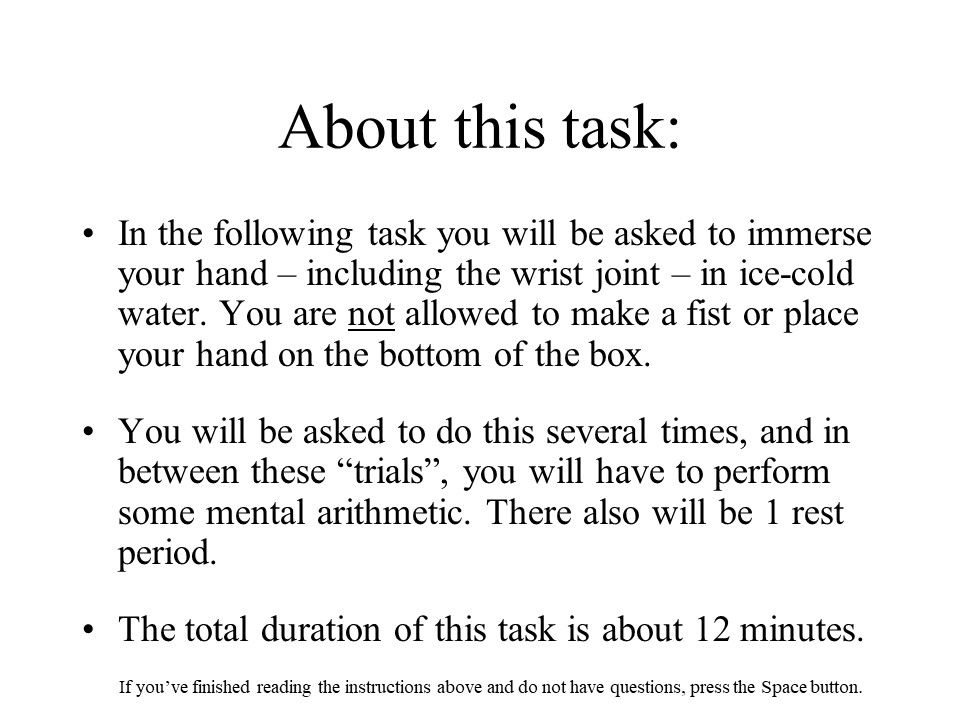 About this task:
• In the following task you will be asked to immerse
your hand – including the wrist joint – in ice-cold
water. You are not allowed to make a fist or place
your hand on the bottom of the box.
• You will be asked to do this several times, and in
between these “trials”, you will have to perform
some mental arithmetic. There also will be 1 rest
period.
• The total duration of this task is about 12 minutes.
If you’ve finished reading the instructions above and do not have questions, press the Space button.